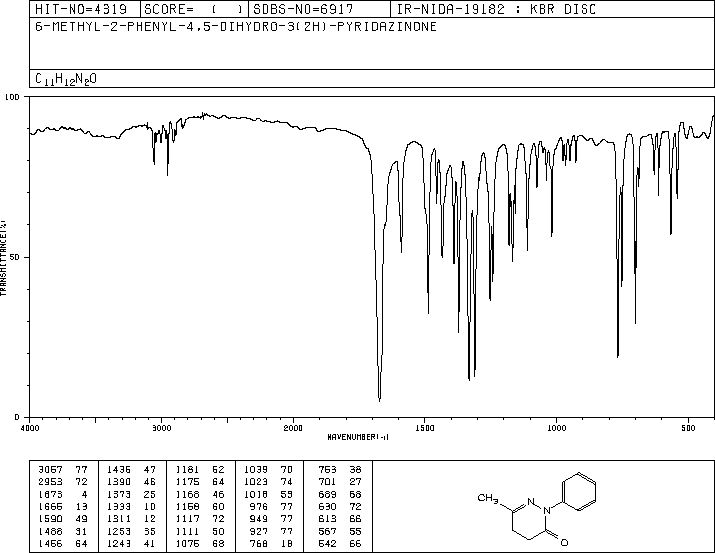 HIT-NO=4319 SCORE= ( ) SDBS-NO=6917 IR-NIDA-19182 : KBR DISC
6-METHYL-2-PHENYL-4,5-DIHYDRO-3(2H)-PYRIDAZINONE
C11H12N2O
100
50
0
TRANSMITTANCE(%)
4000 3000 2000 1500 1000 500
WAVENUMBER(-1)
3067 77 1436 47 1181 62 1039 70 753 38
2953 72 1390 46 1175 64 1023 74 701 27
1673 4 1373 25 1168 46 1018 53 689 68
1666 13 1333 10 1158 60 976 77 630 72
1590 49 1311 12 1117 72 949 77 613 66
1488 31 1253 35 1111 50 927 77 567 55
1456 64 1243 41 1075 68 768 18 542 66
CH3
N
N
O